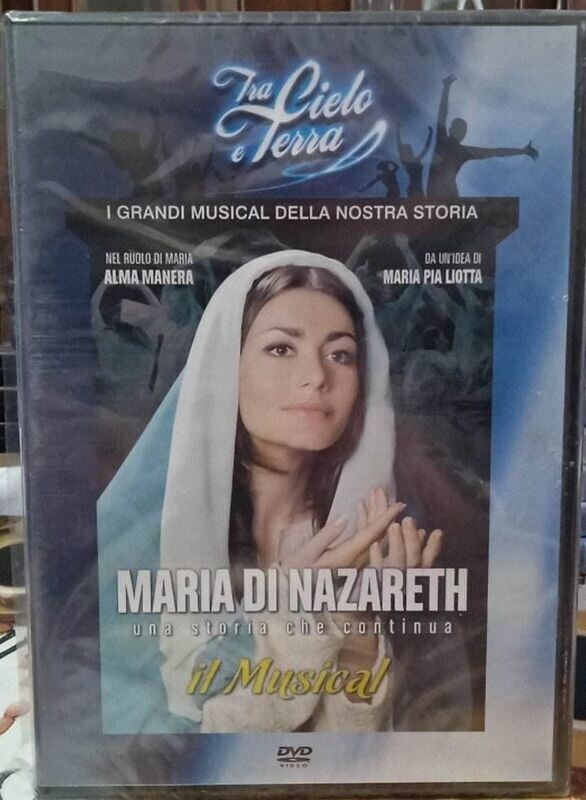 Tra Cielo
e Terra
I GRANDI MUSICAL DELLA NOSTRA STORIA
NEL RUOLO DI MARIA
ALMA MANERA
DA UN'IDEA DI
MARIA PIA LIOTTA
MARIA DI NAZARETH
una storia che continua
il Musical
DVD
VIDEO